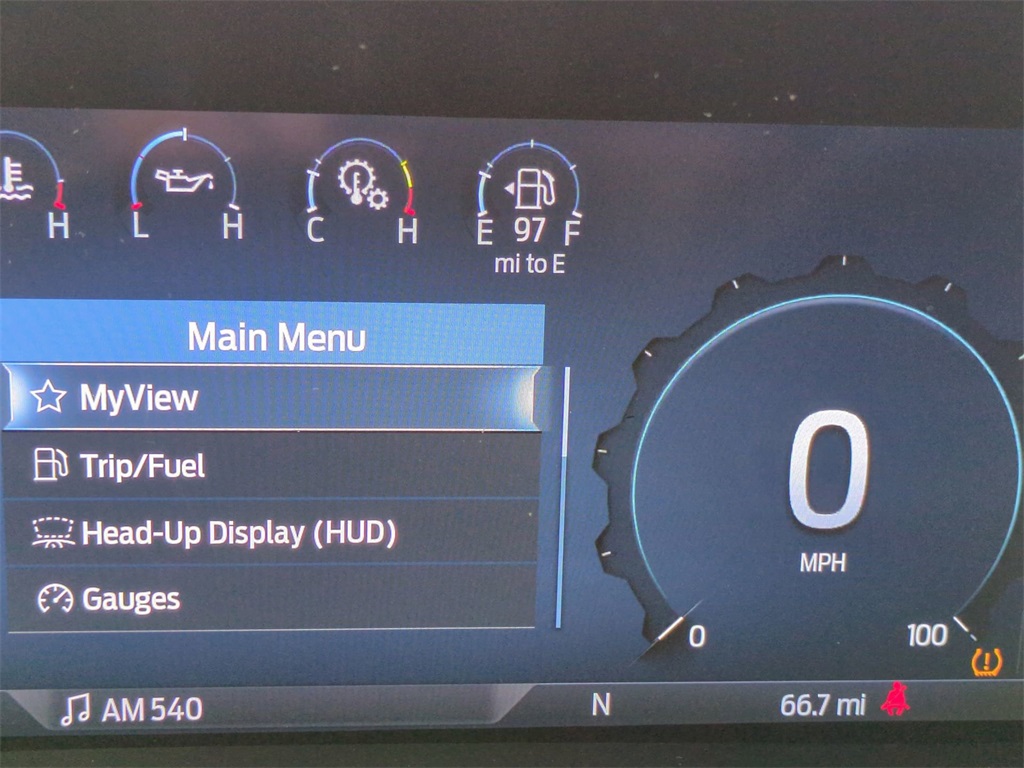 H
L H
C H
E 97 F
mi to E
Main Menu
MyView
Trip/Fuel
Head-Up Display (HUD)
Gauges
0
MPH
0 100
AM 540
N
66.7 mi